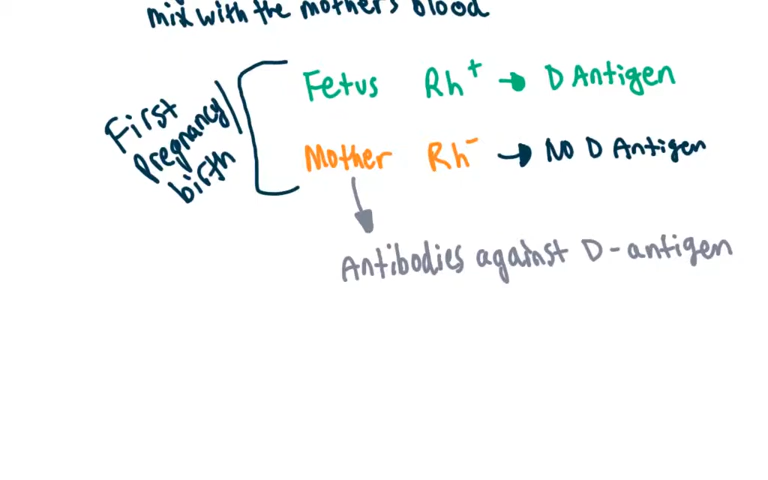 mix with the mother's blood
First
Pregnancy/
birth
Fetus Rh+ → D Antigen
Mother Rh- → No D Antigen
Antibodies against D-antigen